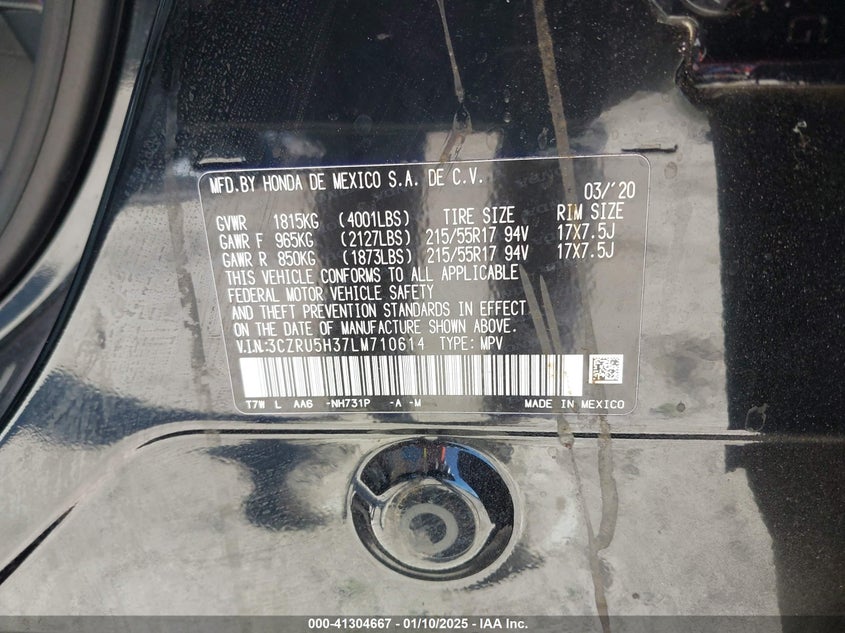 MFD.BY HONDA DE MEXICO S.A. DE C.V. 03/'20
GVWR 1815KG (4001LBS) TIRE SIZE RIM SIZE
GAWR F 965KG (2127LBS) 215/55R17 94V 17X7.5J
GAWR R 850KG (1873LBS) 215/55R17 94V 17X7.5J
THIS VEHICLE CONFORMS TO ALL APPLICABLE
FEDERAL MOTOR VEHICLE SAFETY
AND THEFT PREVENTION STANDARDS IN EFFECT
ON THE DATE OF MANUFACTURE SHOWN ABOVE.
V.IN:3CZRU5H37LM710614 TYPE: MPV
T7W L AA6 -NH731P -A -M MADE IN MEXICO
000-41304667 — 01/10/2025 — IAA Inc.